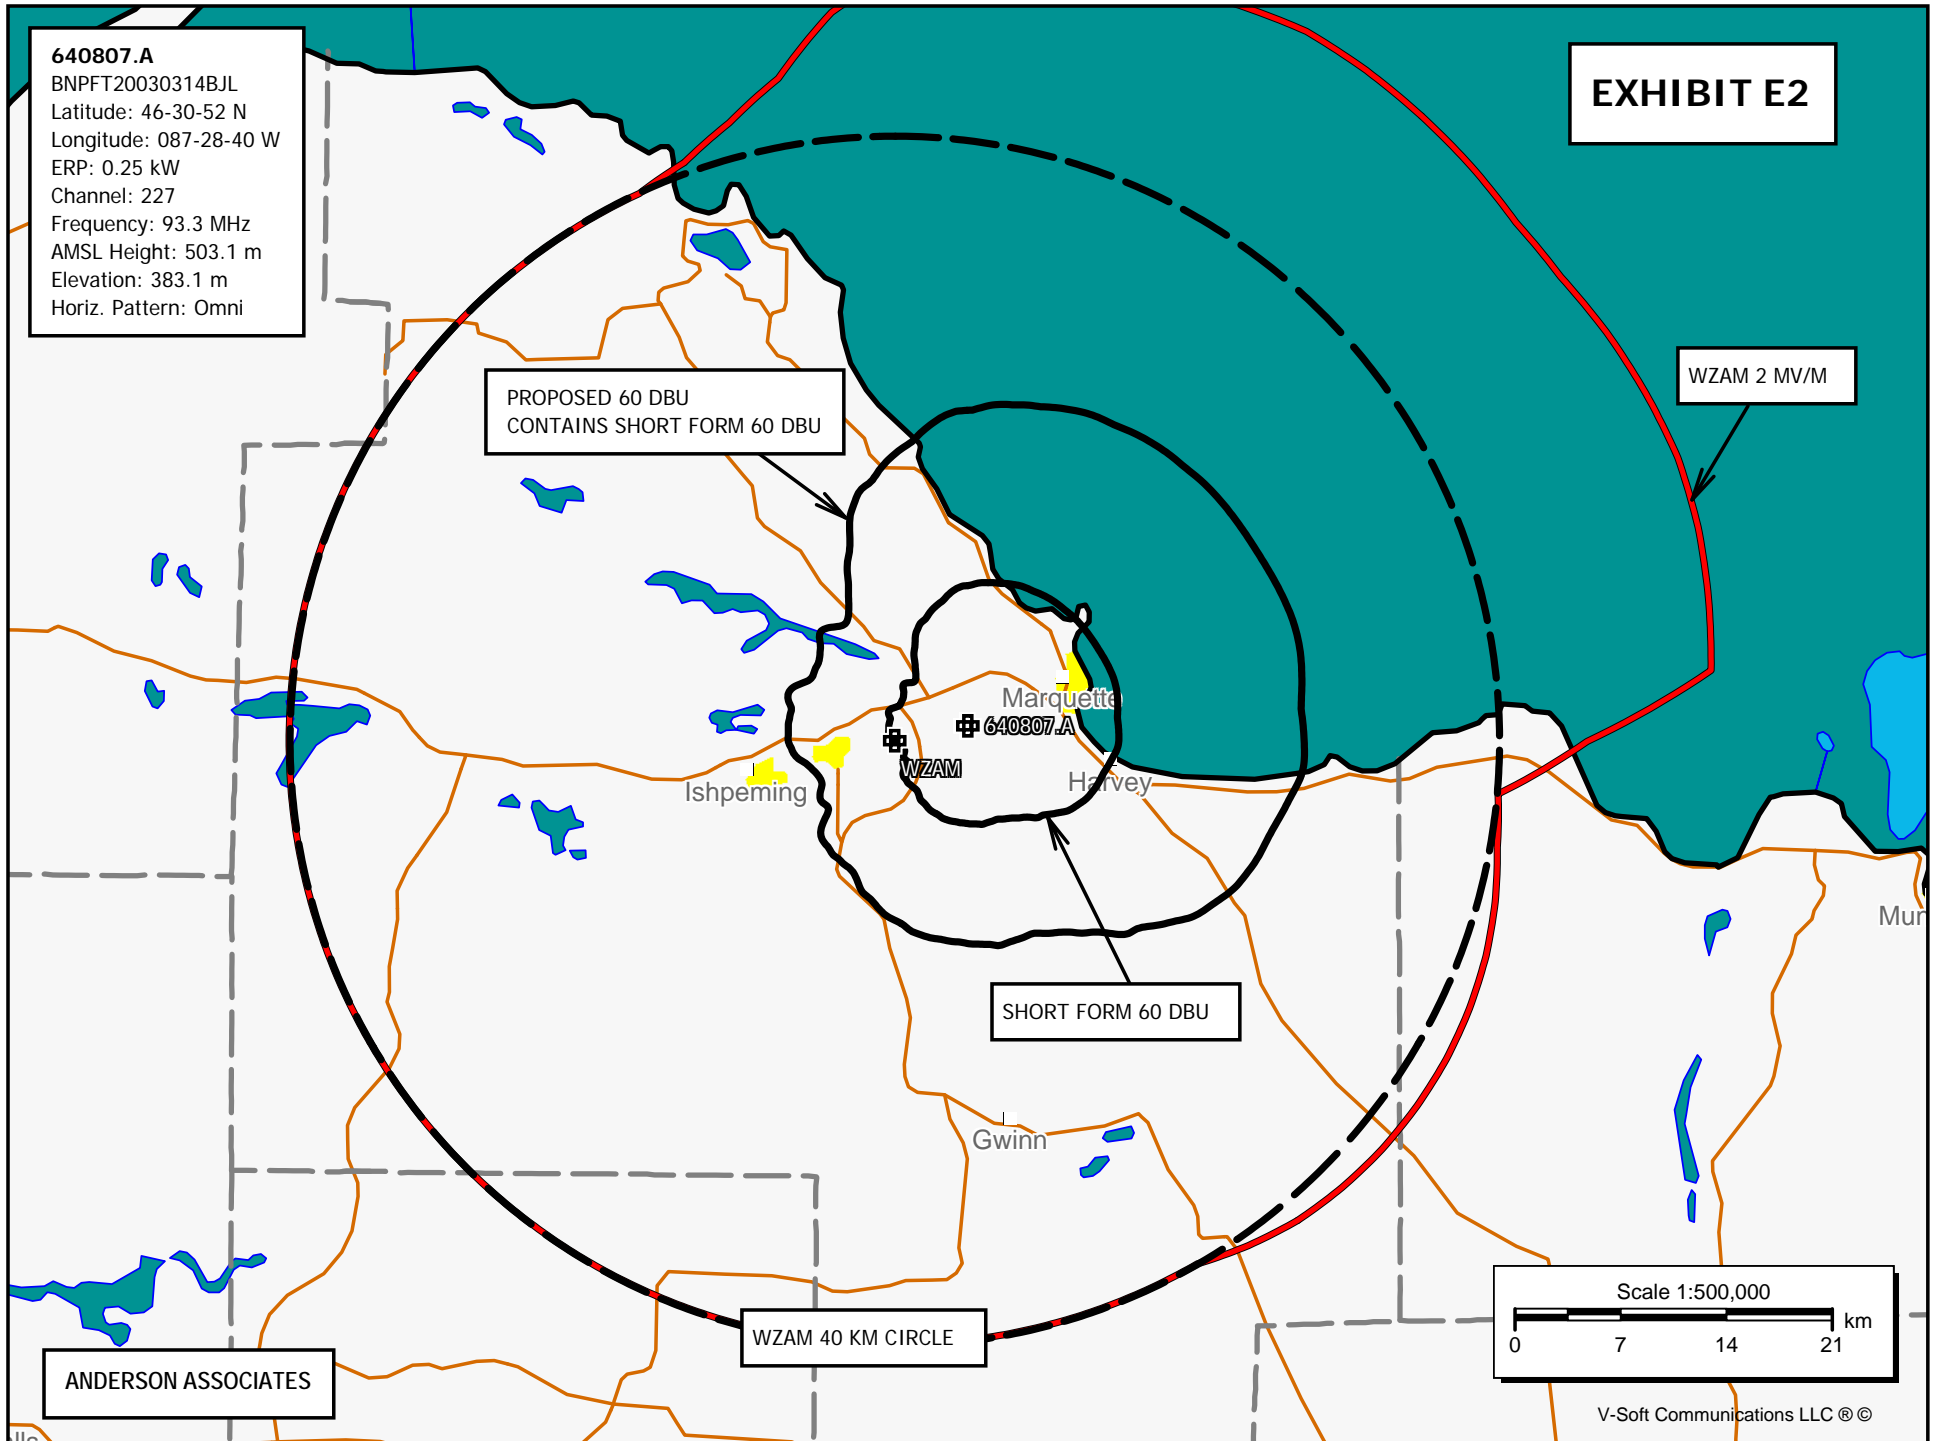 640807.A
BNPFT20030314BJL
Latitude: 46-30-52 N
Longitude: 087-28-40 W
ERP: 0.25 kW
Channel: 227
Frequency: 93.3 MHz
AMSL Height: 503.1 m
Elevation: 383.1 m
Horiz. Pattern: Omni
EXHIBIT E2
WZAM 2 MV/M
PROPOSED 60 DBU
CONTAINS SHORT FORM 60 DBU
Marquette
640807.A
WZAM
Harvey
Ishpeming
Mun
SHORT FORM 60 DBU
Gwinn
WZAM 40 KM CIRCLE
Scale 1:500,000
km
0 7 14 21
ANDERSON ASSOCIATES
V-Soft Communications LLC ® ©